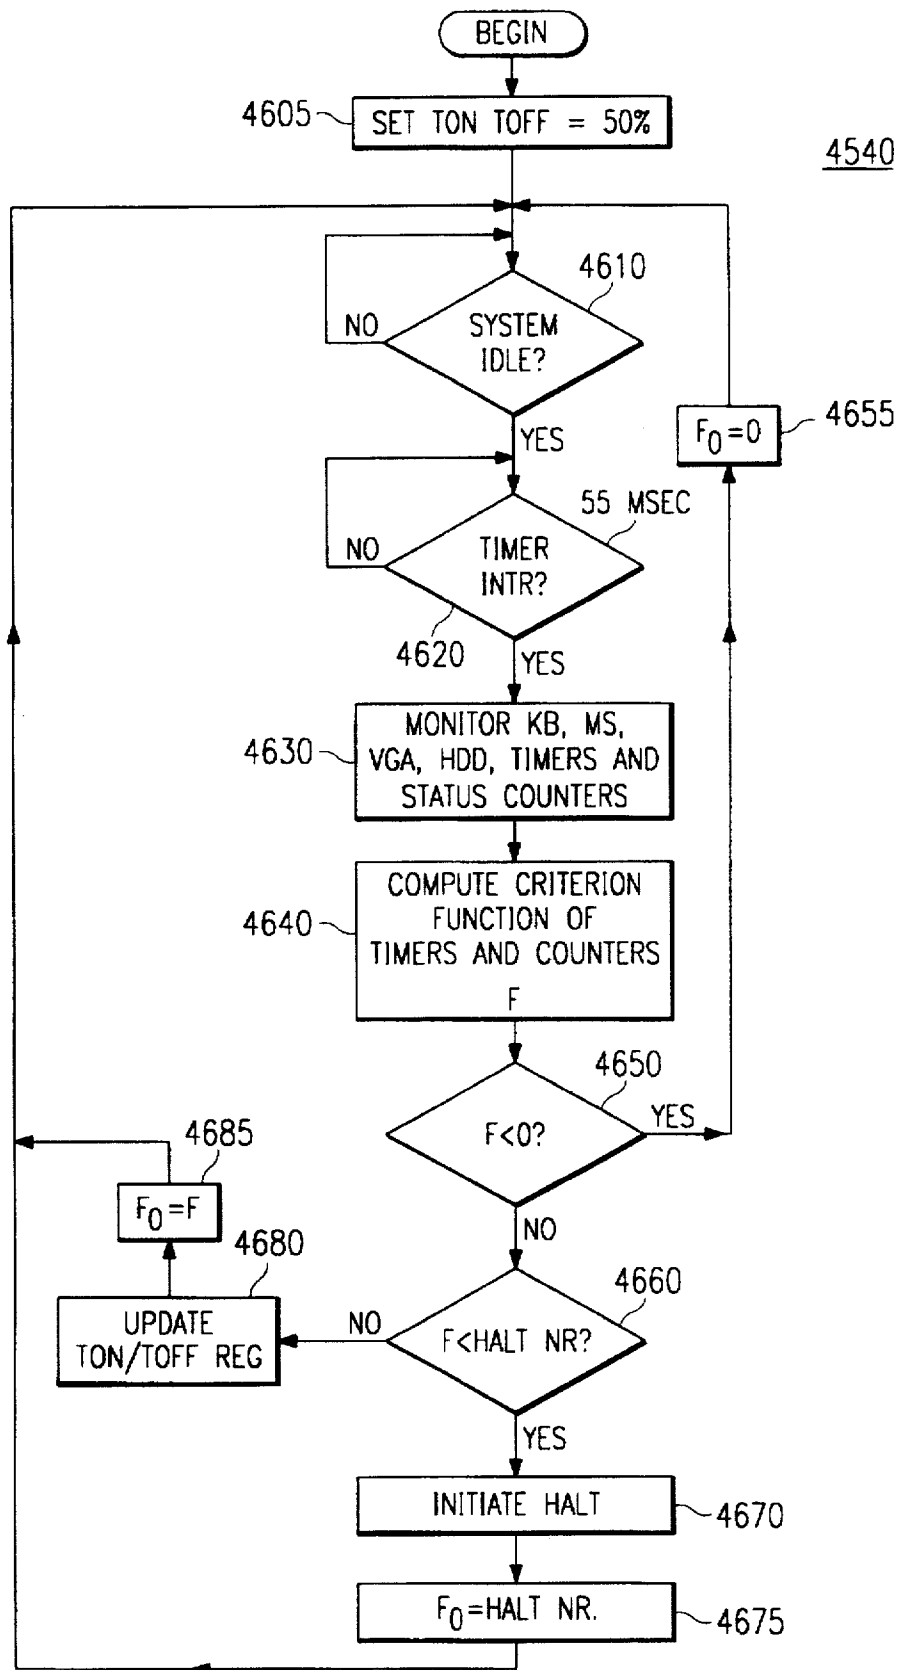 BEGIN
4605
SET TON TOFF = 50%
4540
4610
SYSTEM
IDLE?
NO
YES
F0=0
4655
55 MSEC
TIMER
INTR?
NO
4620
YES
4630
MONITOR KB, MS,
VGA, HDD, TIMERS AND
STATUS COUNTERS
4640
COMPUTE CRITERION
FUNCTION OF
TIMERS AND COUNTERS
F
4650
F<0?
YES
NO
4685
F0=F
4680
UPDATE
TON/TOFF REG
4660
F<HALT NR?
NO
YES
INITIATE HALT
4670
F0=HALT NR.
4675